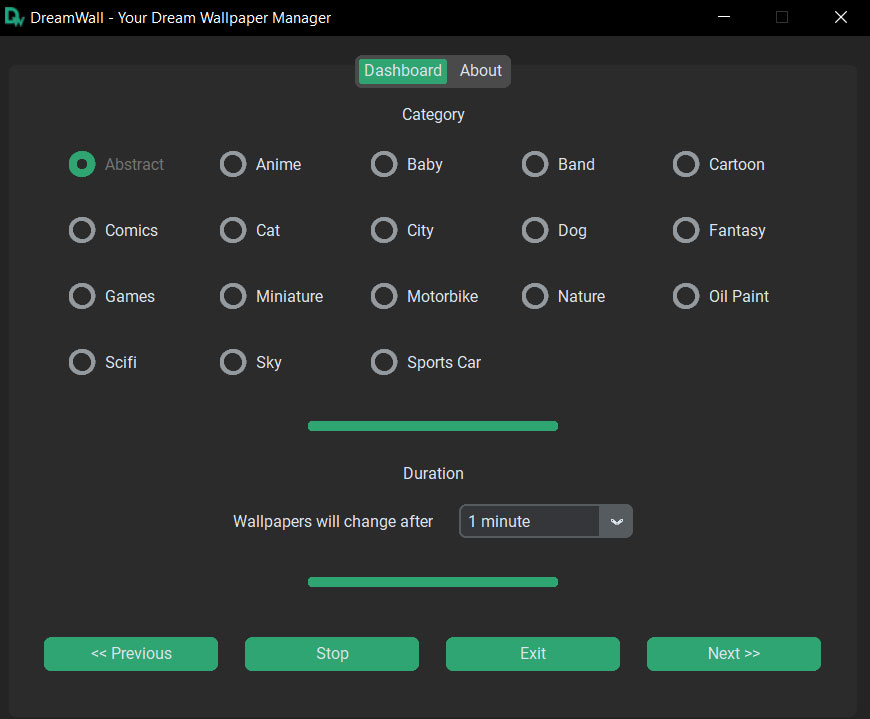 DW DreamWall - Your Dream Wallpaper Manager
Dashboard About
Category
Abstract Anime Baby Band Cartoon
Comics Cat City Dog Fantasy
Games Miniature Motorbike Nature Oil Paint
Scifi Sky Sports Car
Duration
Wallpapers will change after 1 minute
<< Previous Stop Exit Next >>